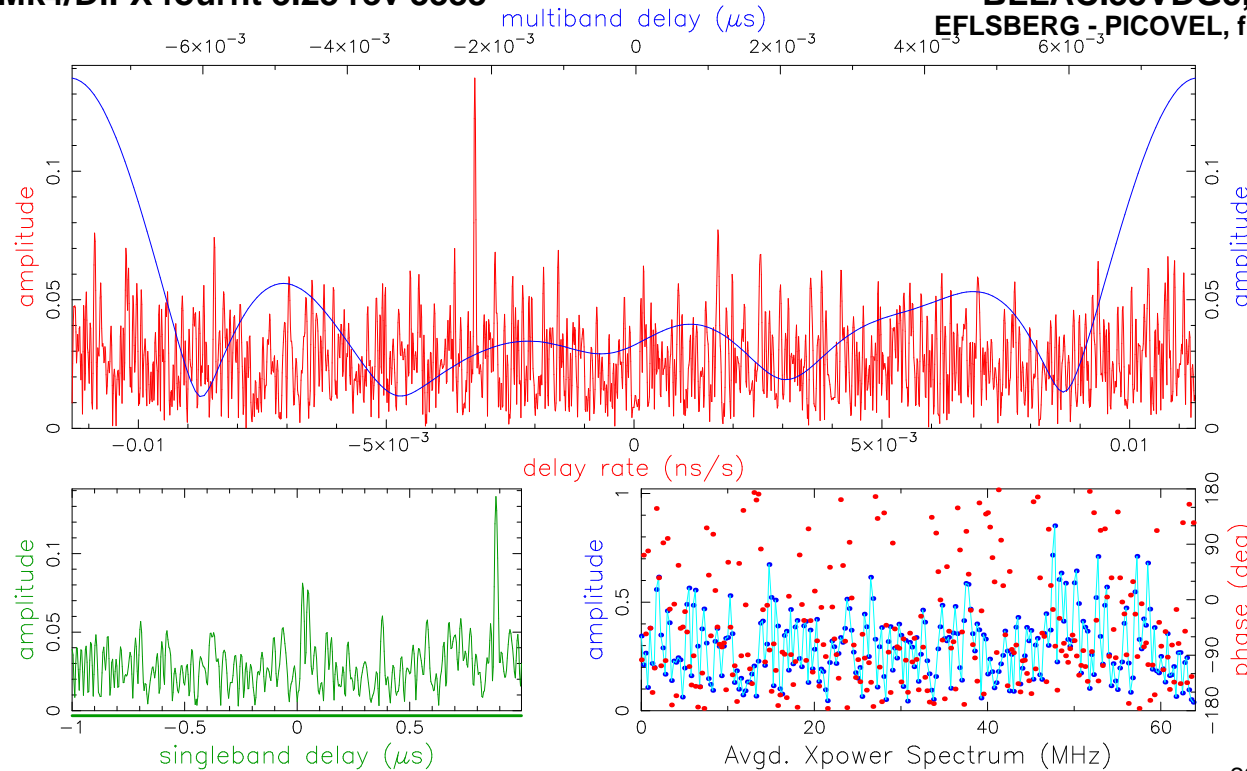 multiband delay (μs)
EFLSBERG - PICOVEL, f
−6×10⁻³ −4×10⁻³ −2×10⁻³ 0 2×10⁻³ 4×10⁻³ 6×10⁻³
amplitude
0.1
0.05
0
0.1
0.05
0
amplitude
−0.01 −5×10⁻³ 0 5×10⁻³ 0.01
delay rate (ns/s)
amplitude
0.1
0.05
0
−1 −0.5 0 0.5
singleband delay (μs)
amplitude
1
0.5
0
180
90
0
−90
−180
phase (deg)
0 20 40 60
Avgd. Xpower Spectrum (MHz)